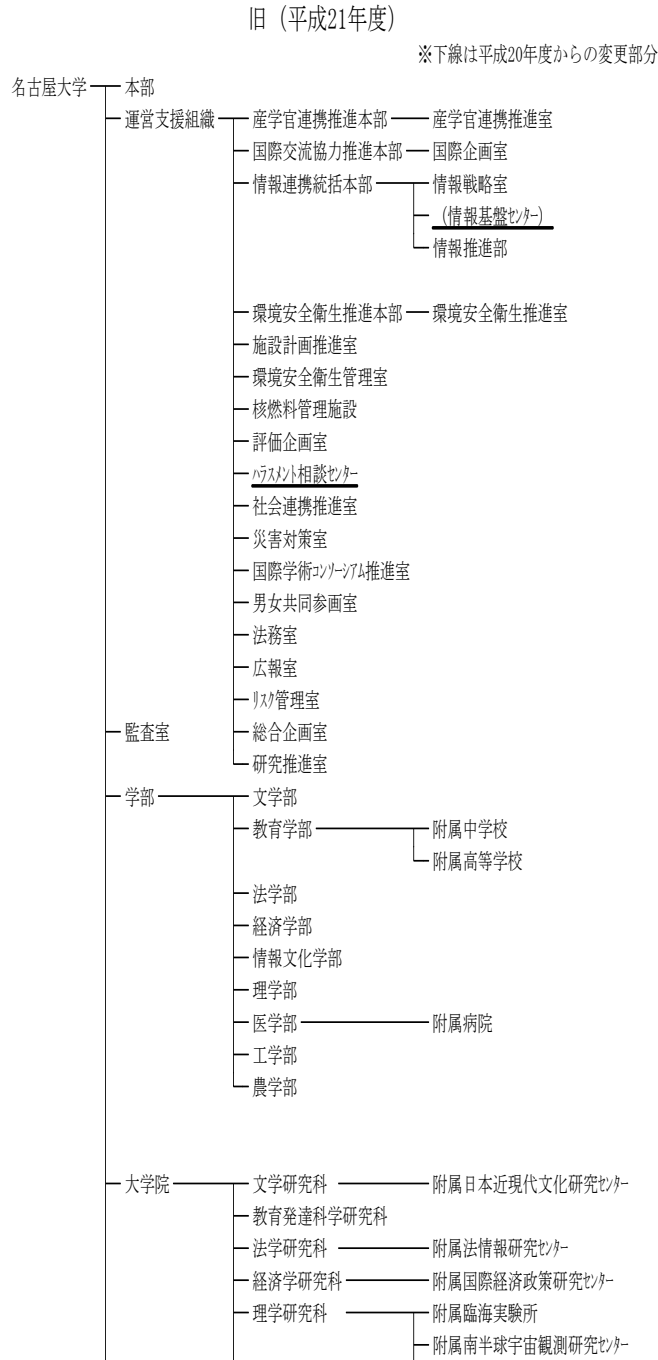 旧（平成21年度）
※下線は平成20年度からの変更部分
名古屋大学 本部
運営支援組織 産学官連携推進本部 産学官連携推進室
国際交流協力推進本部 国際企画室
情報連携統括本部 情報戦略室
（情報基盤ｾﾝﾀｰ）
情報推進部
環境安全衛生推進本部 環境安全衛生推進室
施設計画推進室
環境安全衛生管理室
核燃料管理施設
評価企画室
ﾊﾗｽﾒﾝﾄ相談ｾﾝﾀｰ
社会連携推進室
災害対策室
国際学術ｺﾝｿｰｼｱﾑ推進室
男女共同参画室
法務室
広報室
ﾘｽｸ管理室
監査室 総合企画室
研究推進室
学部 文学部
教育学部 附属中学校
附属高等学校
法学部
経済学部
情報文化学部
理学部
医学部 附属病院
工学部
農学部
大学院 文学研究科 附属日本近現代文化研究ｾﾝﾀｰ
教育発達科学研究科
法学研究科 附属法情報研究ｾﾝﾀｰ
経済学研究科 附属国際経済政策研究ｾﾝﾀｰ
理学研究科 附属臨海実験所
附属南半球宇宙観測研究ｾﾝﾀｰ